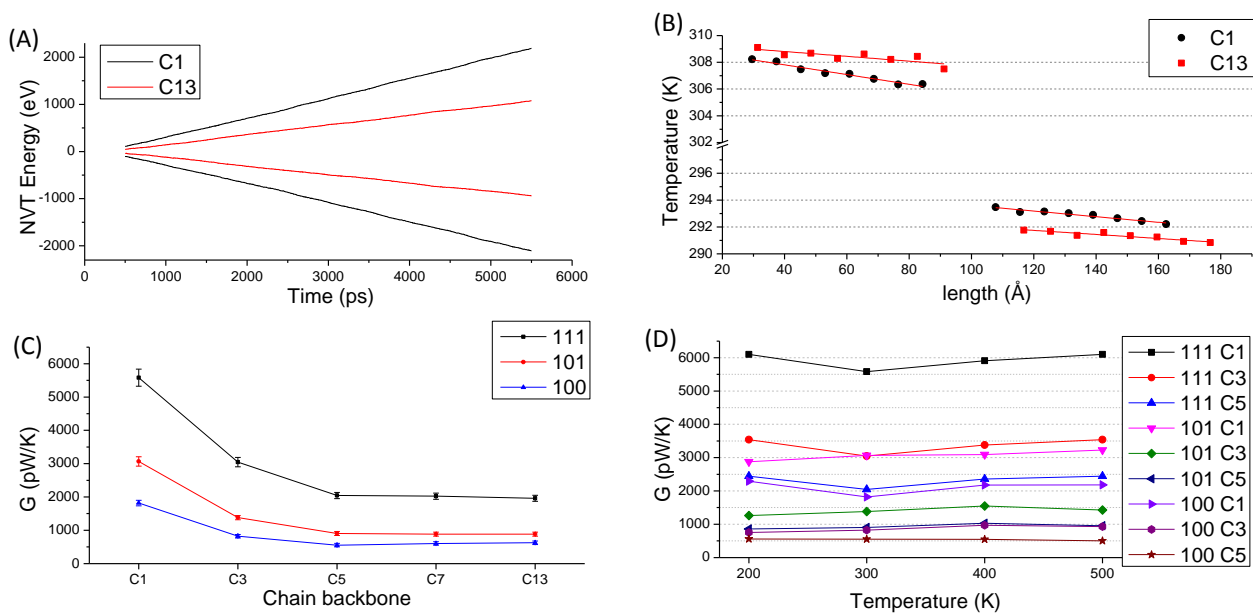 (A)
C1
C13
2000
1000
0
-1000
-2000
NVT Energy (eV)
0 1000 2000 3000 4000 5000 6000
Time (ps)
(B)
C1
C13
310
308
306
304
302
296
294
292
290
Temperature (K)
20 40 60 80 100 120 140 160 180
length (Å)
(C)
111
101
100
6000
5000
4000
3000
2000
1000
0
G (pW/K)
C1 C3 C5 C7 C13
Chain backbone
(D)
111 C1
111 C3
111 C5
101 C1
101 C3
101 C5
100 C1
100 C3
100 C5
6000
5000
4000
3000
2000
1000
0
G (pW/K)
200 300 400 500
Temperature (K)